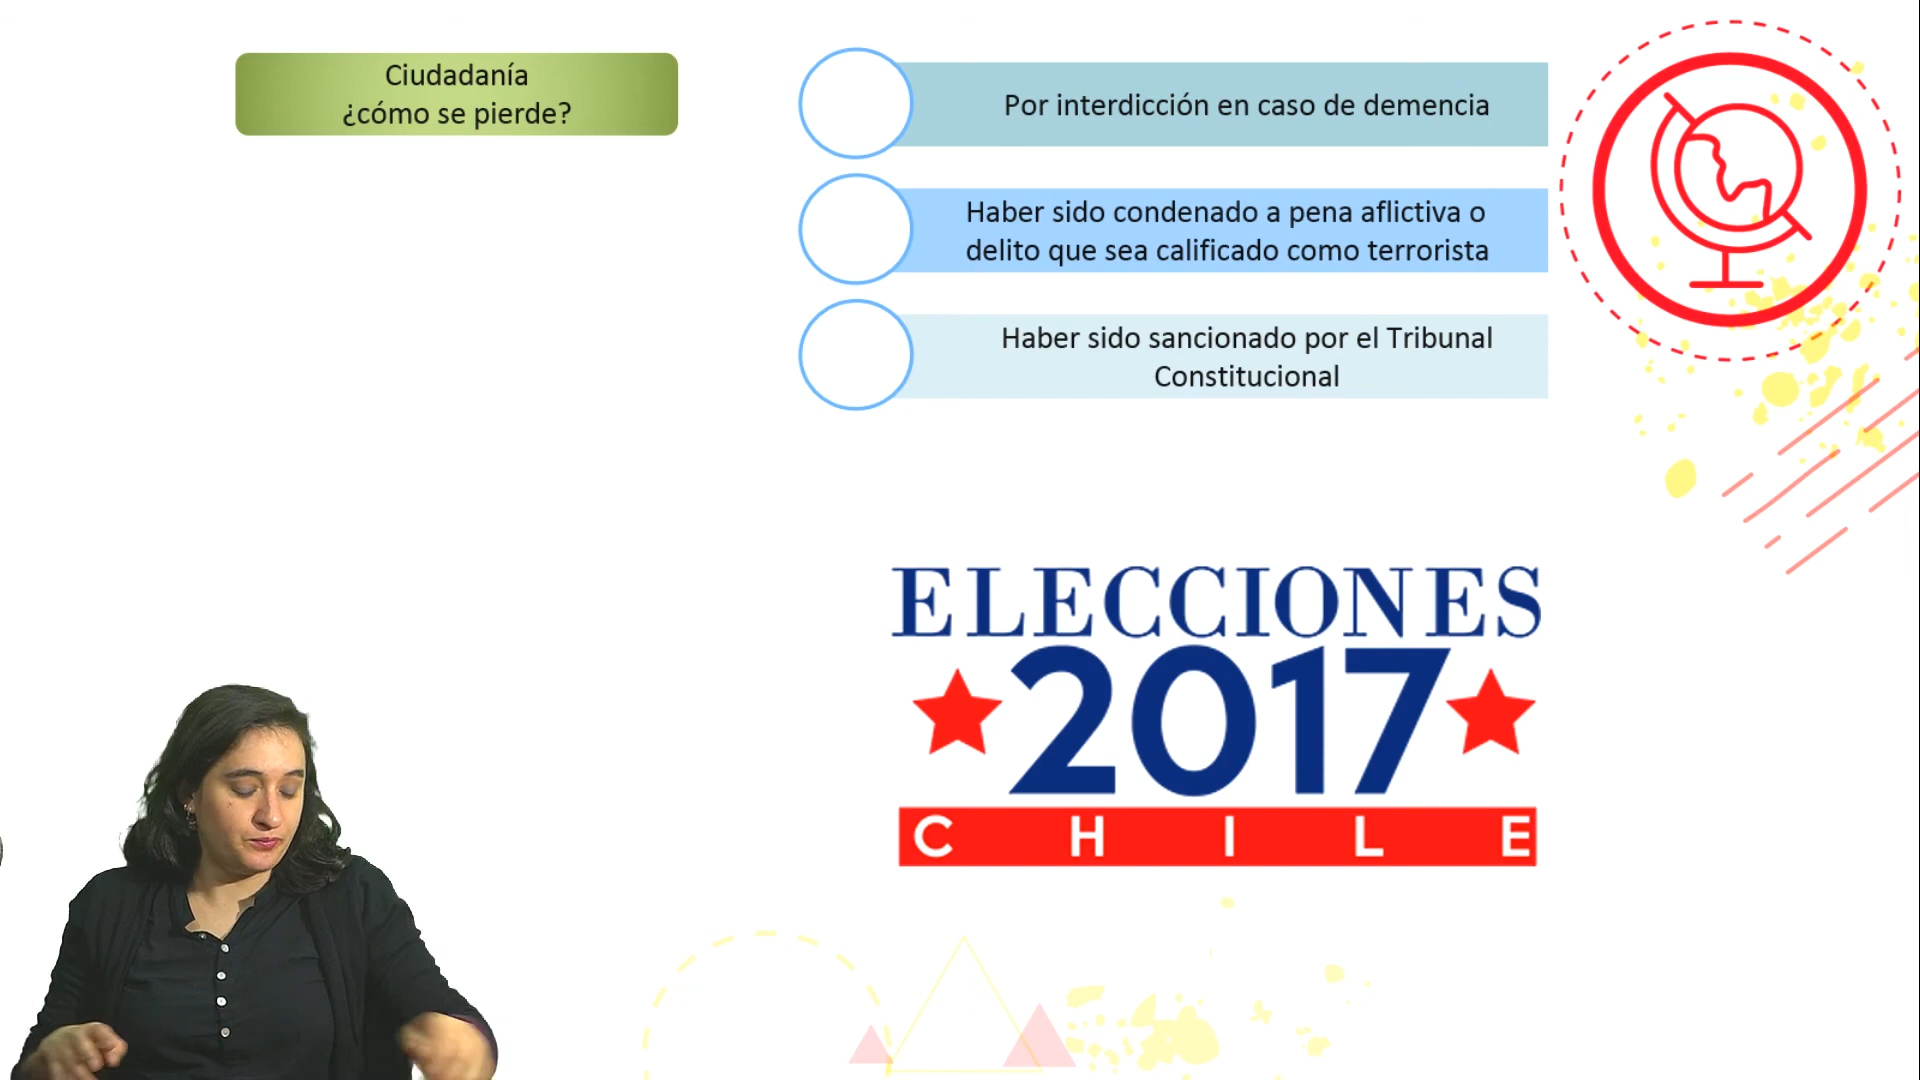 Ciudadanía
¿cómo se pierde?
Por interdicción en caso de demencia
Haber sido condenado a pena aflictiva o
delito que sea calificado como terrorista
Haber sido sancionado por el Tribunal
Constitucional
ELECCIONES
2017
CHILE